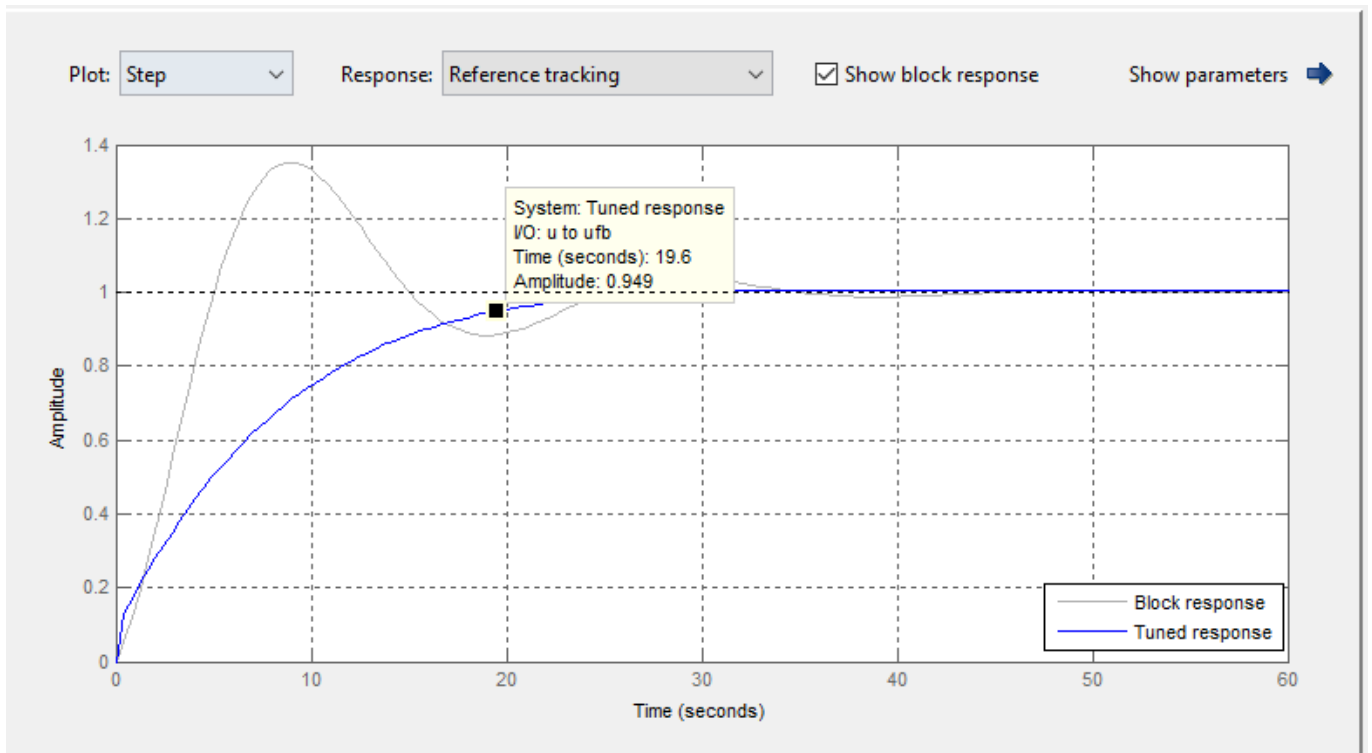 Plot: Step Response: Reference tracking Show block response Show parameters
1.4
1.2
1
0.8
0.6
0.4
0.2
0
Amplitude
System: Tuned response
I/O: u to ufb
Time (seconds): 19.6
Amplitude: 0.949
Block response
Tuned response
0 10 20 30 40 50 60
Time (seconds)